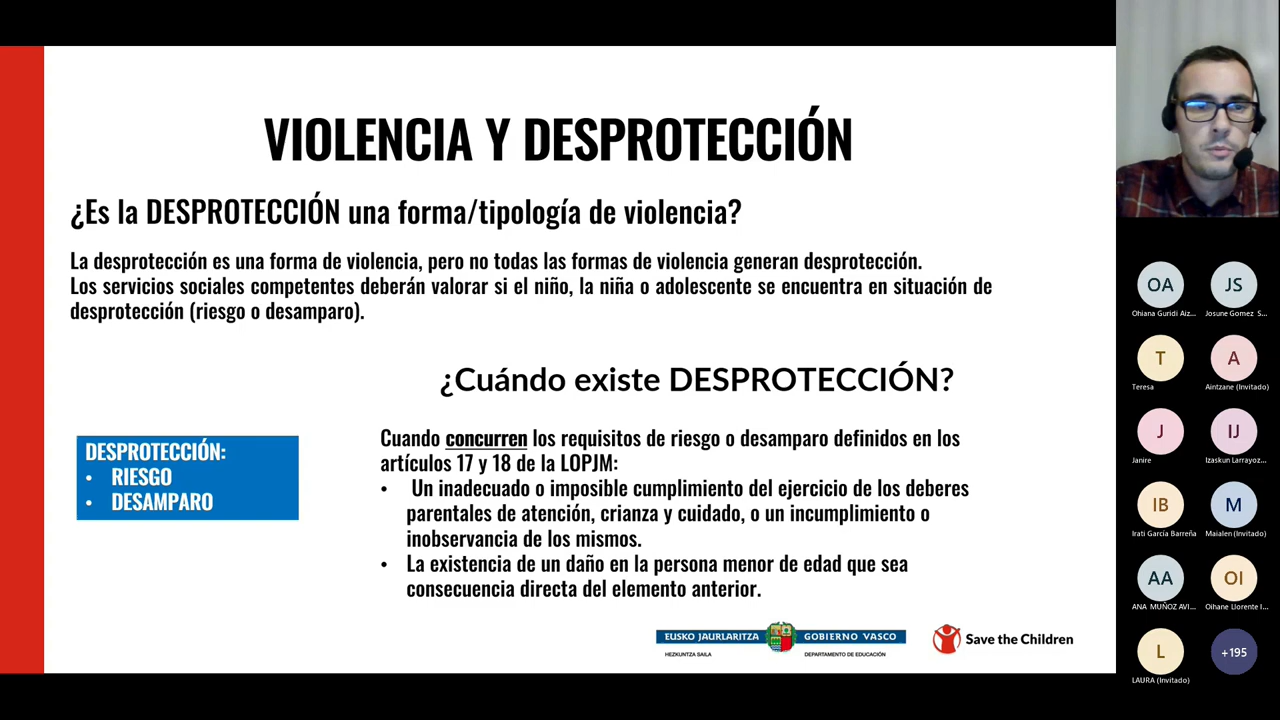 VIOLENCIA Y DESPROTECCIÓN
¿Es la DESPROTECCIÓN una forma/tipología de violencia?
La desprotección es una forma de violencia, pero no todas las formas de violencia generan desprotección.
Los servicios sociales competentes deberán valorar si el niño, la niña o adolescente se encuentra en situación de
desprotección (riesgo o desamparo).
¿Cuándo existe DESPROTECCIÓN?
DESPROTECCIÓN:
• RIESGO
• DESAMPARO
Cuando concurren los requisitos de riesgo o desamparo definidos en los
artículos 17 y 18 de la LOPJM:
• Un inadecuado o imposible cumplimiento del ejercicio de los deberes
parentales de atención, crianza y cuidado, o un incumplimiento o
inobservancia de los mismos.
• La existencia de un daño en la persona menor de edad que sea
consecuencia directa del elemento anterior.
EUSKO JAURLARITZA
GOBIERNO VASCO
HEZKUNTZA SAILA
DEPARTAMENTO DE EDUCACIÓN
Save the Children
OA
JS
Ohiana Guridi Aiz...
Josune Gomez S...
T
A
Teresa
Aintzane (Invitado)
J
IJ
Janire
Izaskun Larrayoz...
IB
M
Irati García Barreña
Maialen (Invitado)
AA
OI
ANA MUÑOZ AVI...
Oihane Llorente I...
L
+195
LAURA (Invitado)